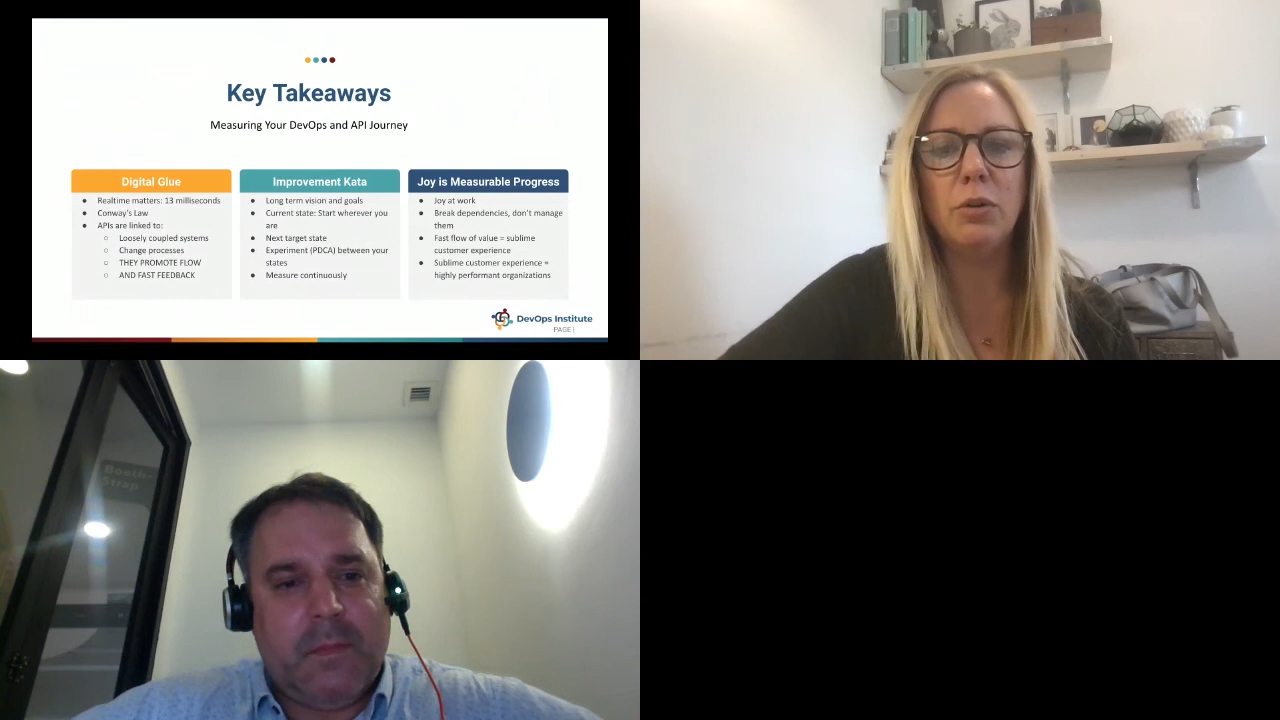 Key Takeaways
Measuring Your DevOps and API Journey
Digital Glue
● Realtime matters: 13 milliseconds
● Conway's Law
● APIs are linked to:
○ Loosely coupled systems
○ Change processes
○ THEY PROMOTE FLOW
○ AND FAST FEEDBACK
Improvement Kata
● Long term vision and goals
● Current state: Start wherever you
are
● Next target state
● Experiment (PDCA) between your
states
● Measure continuously
Joy is Measurable Progress
● Joy at work
● Break dependencies, don't manage
them
● Fast flow of value = sublime
customer experience
● Sublime customer experience =
highly performant organizations
DevOps Institute
PAGE |
Booth-
Strap